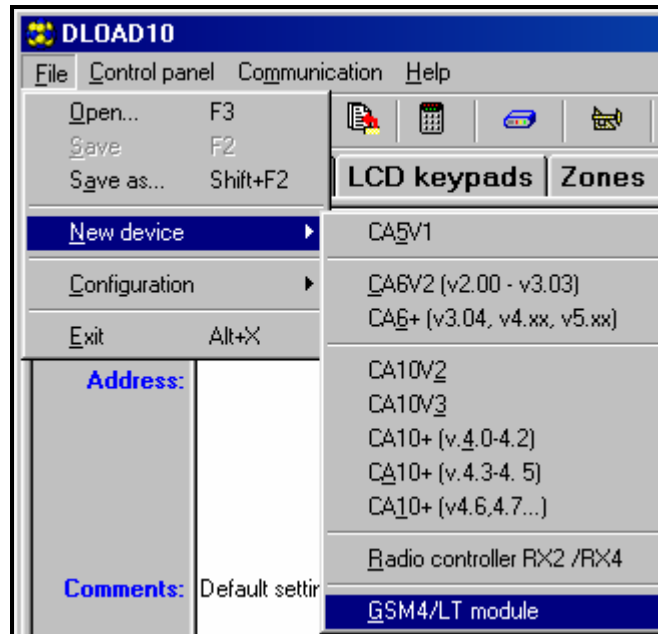 DLOAD10
File Control panel Communication Help
Open... F3
Save F2
Save as... Shift+F2
LCD keypads Zones
New device
CA5V1
Configuration
CA6V2 (v2.00 - v3.03)
CA6+ (v3.04, v4.xx, v5.xx)
Exit Alt+X
CA10V2
Address:
CA10V3
CA10+ (v.4.0-4.2)
CA10+ (v.4.3-4. 5)
CA10+ (v4.6,4.7...)
Radio controller RX2 /RX4
Comments: Default settin
GSM4/LT module